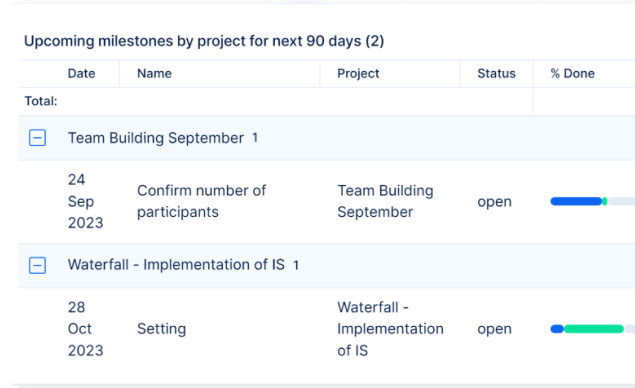 Upcoming milestones by project for next 90 days (2)
Date Name Project Status % Done
Total:
Team Building September 1
24 Sep 2023 Confirm number of participants Team Building September open
Waterfall - Implementation of IS 1
28 Oct 2023 Setting Waterfall - Implementation of IS open